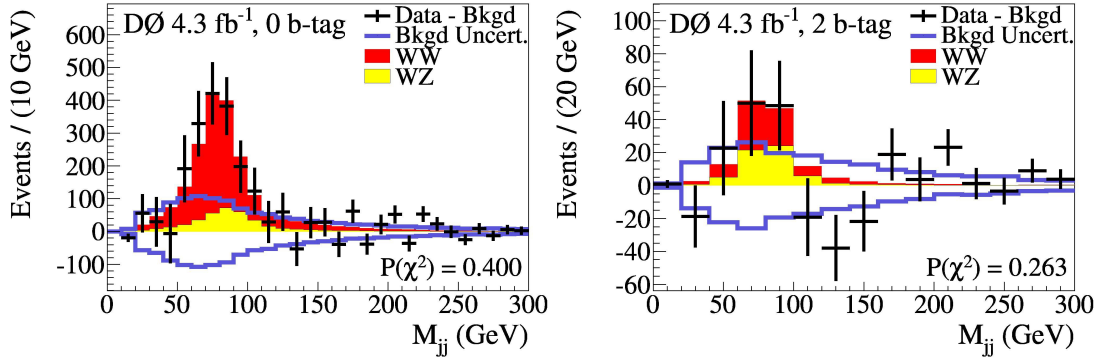 DØ 4.3 fb⁻¹, 0 b-tag
Data - Bkgd
Bkgd Uncert.
WW
WZ
Events / (10 GeV)
600
500
400
300
200
100
0
-100
P(χ²) = 0.400
0 50 100 150 200 250 300
M_jj (GeV)
DØ 4.3 fb⁻¹, 2 b-tag
Data - Bkgd
Bkgd Uncert.
WW
WZ
Events / (20 GeV)
100
80
60
40
20
0
-20
-40
-60
P(χ²) = 0.263
0 50 100 150 200 250 300
M_jj (GeV)